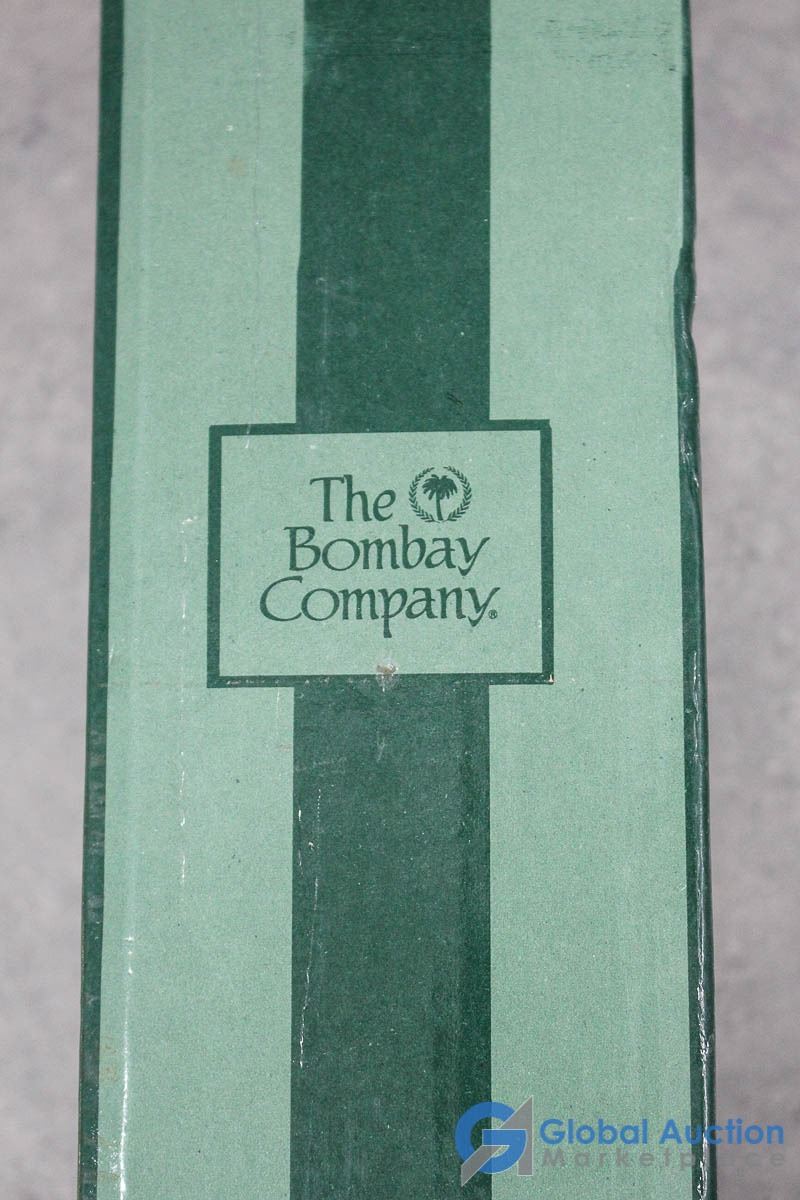 The
Bombay
Company®
Global Auction
Marketplace